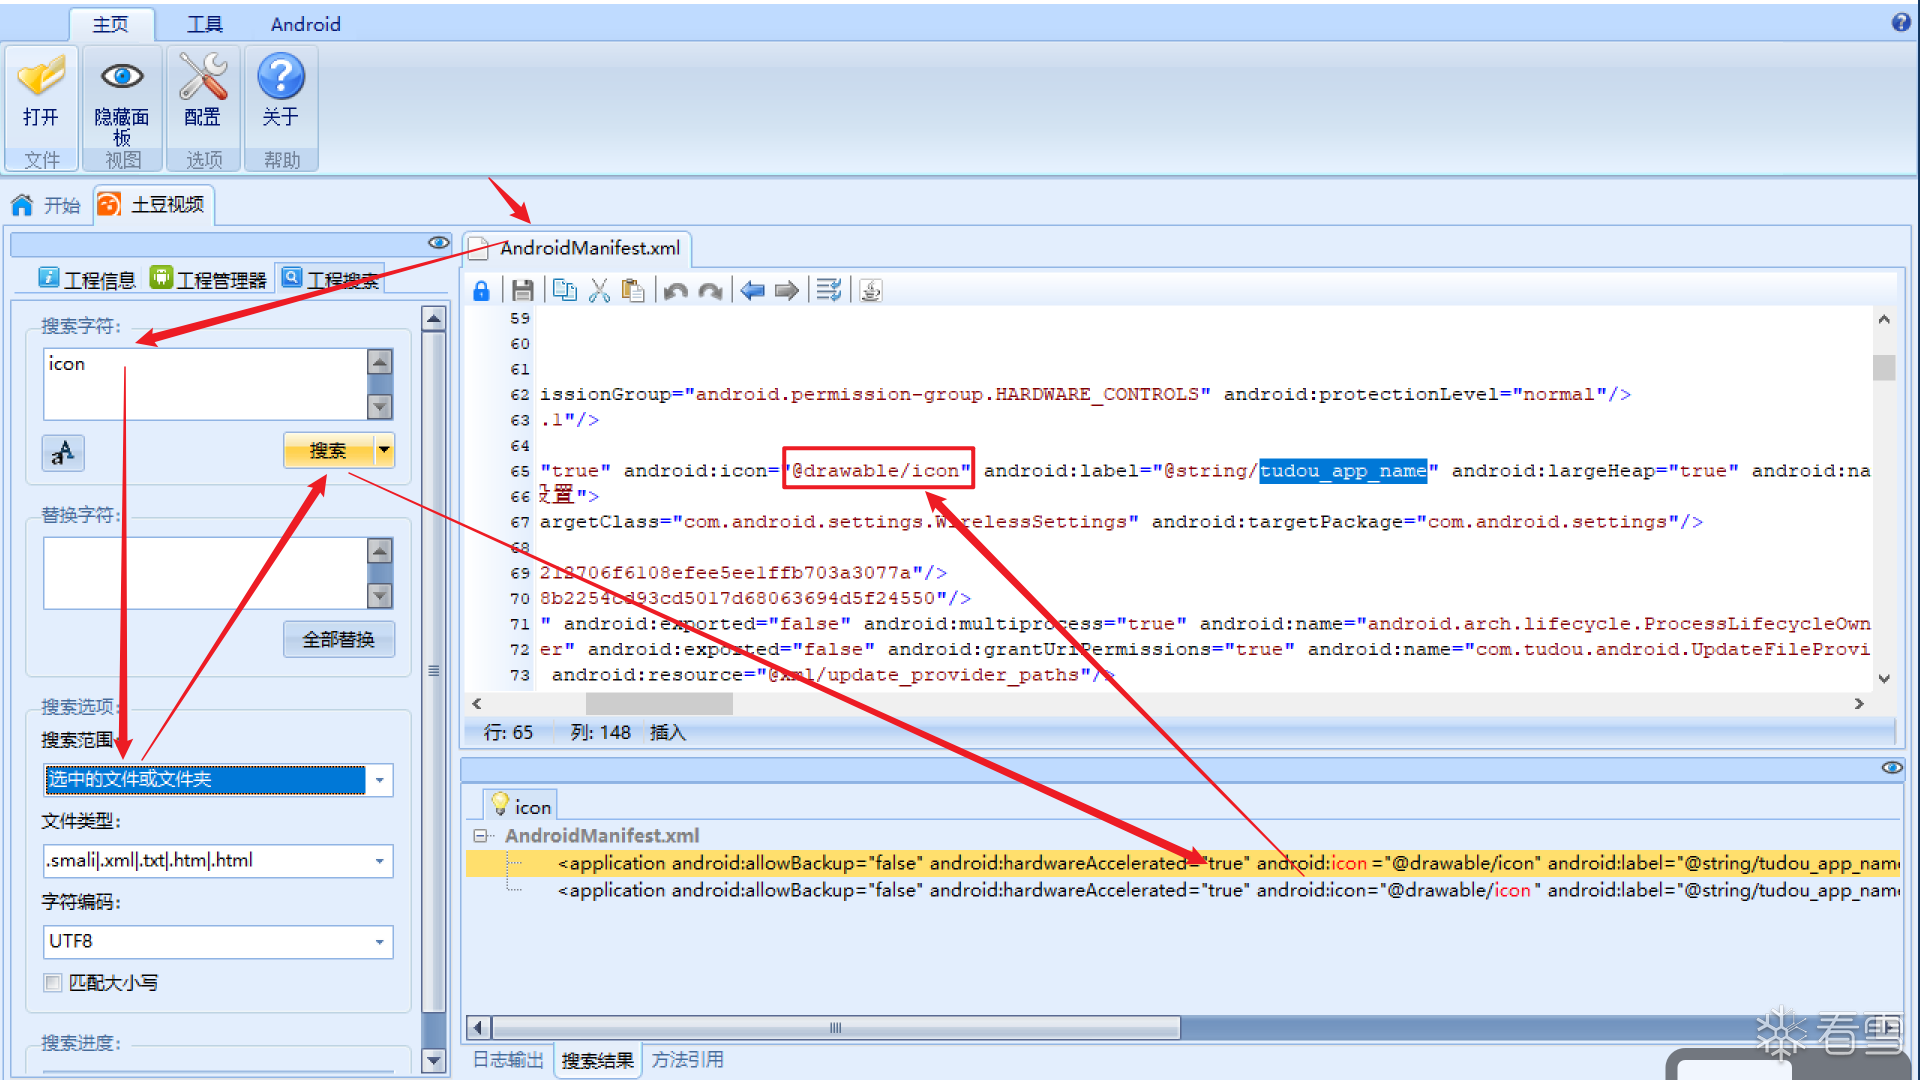 主页 工具 Android
打开 隐藏面板 配置 关于
文件 视图 选项 帮助
开始 土豆视频
工程信息 工程管理器 工程搜索
搜索字符:
icon
aA
搜索
替换字符:
全部替换
搜索选项:
搜索范围
选中的文件或文件夹
文件类型:
.smali|.xml|.txt|.htm|.html
字符编码:
UTF8
匹配大小写
搜索进度:
AndroidManifest.xml
59
60
61
62 issionGroup="android.permission-group.HARDWARE_CONTROLS" android:protectionLevel="normal"/>
63 .1"/>
64
65 "true" android:icon="@drawable/icon" android:label="@string/tudou_app_name" android:largeHeap="true" android:na
66 设置">
67 argetClass="com.android.settings.WirelessSettings" android:targetPackage="com.android.settings"/>
68
69 212706f6108efee5ee1ffb703a3077a"/>
70 8b2254cd93cd5017d68063694d5f24550"/>
71 " android:exported="false" android:multiprocess="true" android:name="android.arch.lifecycle.ProcessLifecycleOwn
72 er" android:exported="false" android:grantUriPermissions="true" android:name="com.tudou.android.UpdateFileProvi
73 android:resource="@xml/update_provider_paths"/>
行: 65 列: 148 插入
icon
AndroidManifest.xml
<application android:allowBackup="false" android:hardwareAccelerated="true" android:icon ="@drawable/icon" android:label="@string/tudou_app_name
<application android:allowBackup="false" android:hardwareAccelerated="true" android:icon="@drawable/icon " android:label="@string/tudou_app_name
日志输出 搜索结果 方法引用
看雪